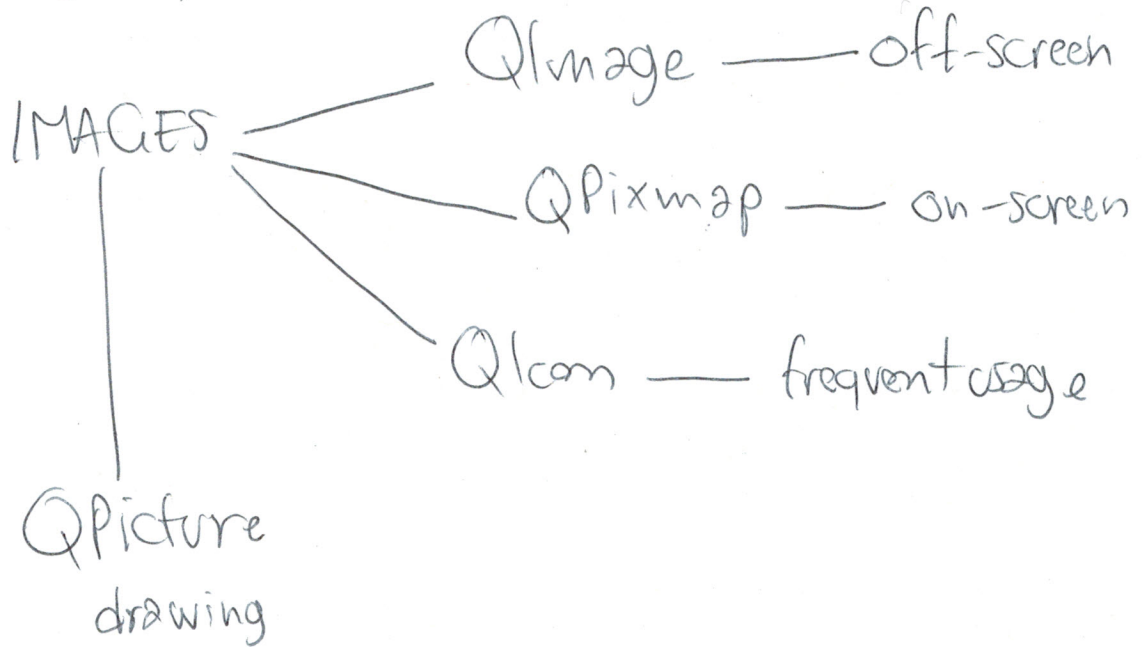 QImage — off-screen
IMAGES
QPixmap — on-screen
QIcon — frequent usage
QPicture
drawing